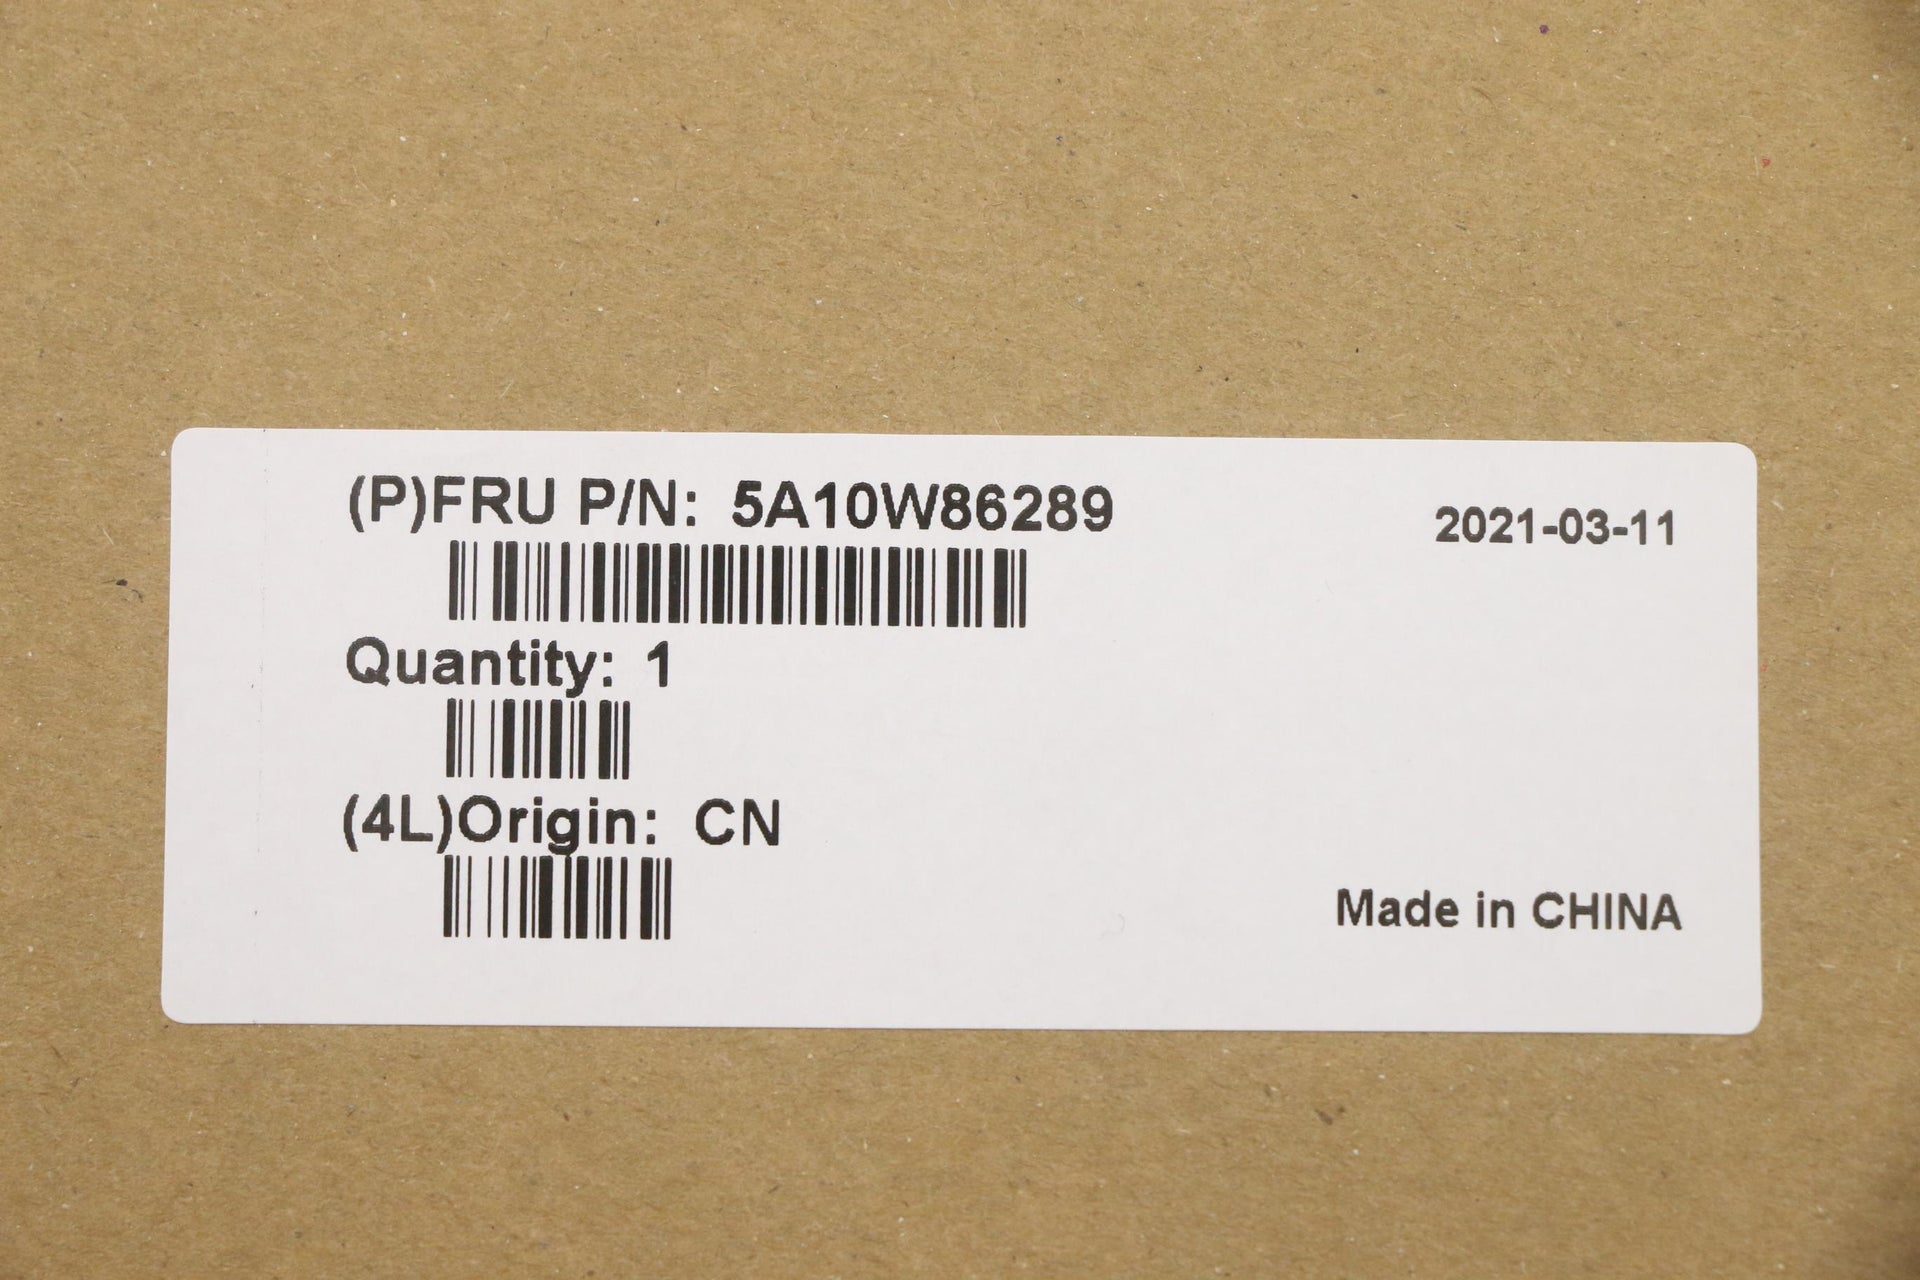 (P)FRU P/N: 5A10W86289
2021-03-11
Quantity: 1
(4L)Origin: CN
Made in CHINA